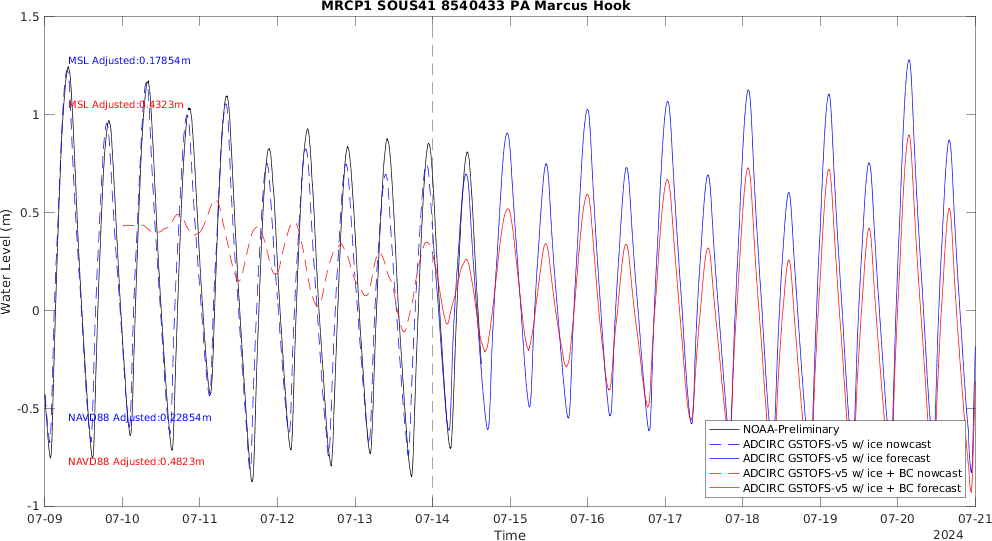 MRCP1 SOUS41 8540433 PA Marcus Hook
1.5
1
0.5
0
-0.5
-1
Water Level (m)
MSL Adjusted:0.17854m
MSL Adjusted:0.4323m
NAVD88 Adjusted:0.22854m
NAVD88 Adjusted:0.4823m
NOAA-Preliminary
ADCIRC GSTOFS-v5 w/ ice nowcast
ADCIRC GSTOFS-v5 w/ ice forecast
ADCIRC GSTOFS-v5 w/ ice + BC nowcast
ADCIRC GSTOFS-v5 w/ ice + BC forecast
07-09 07-10 07-11 07-12 07-13 07-14 07-15 07-16 07-17 07-18 07-19 07-20 07-21
Time
2024